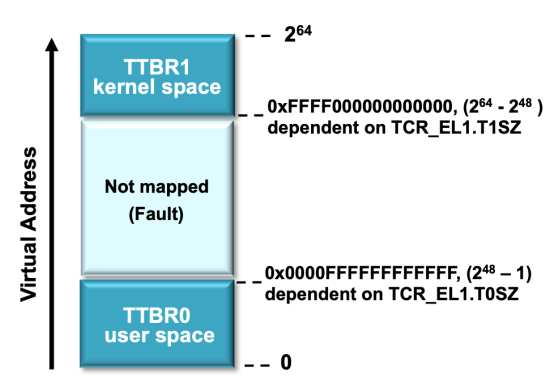 2^64
TTBR1
kernel space
0xFFFF000000000000, (2^64 - 2^48 )
dependent on TCR_EL1.T1SZ
Not mapped
(Fault)
Virtual Address
0x0000FFFFFFFFFFFF, (2^48 – 1)
dependent on TCR_EL1.T0SZ
TTBR0
user space
0